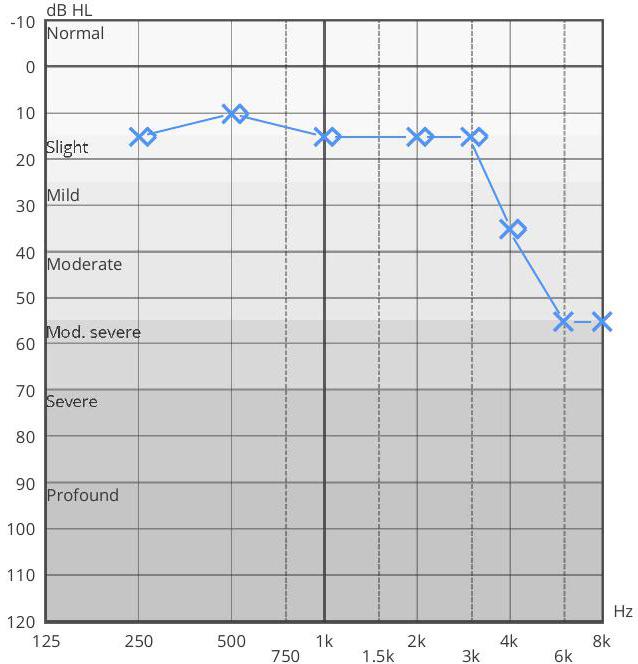 dB HL
-10
Normal
0
10
Slight
20
Mild
30
40
Moderate
50
Mod. severe
60
70
Severe
80
90
Profound
100
110
120
Hz
125 250 500 1k 2k 4k 8k
750 1.5k 3k 6k